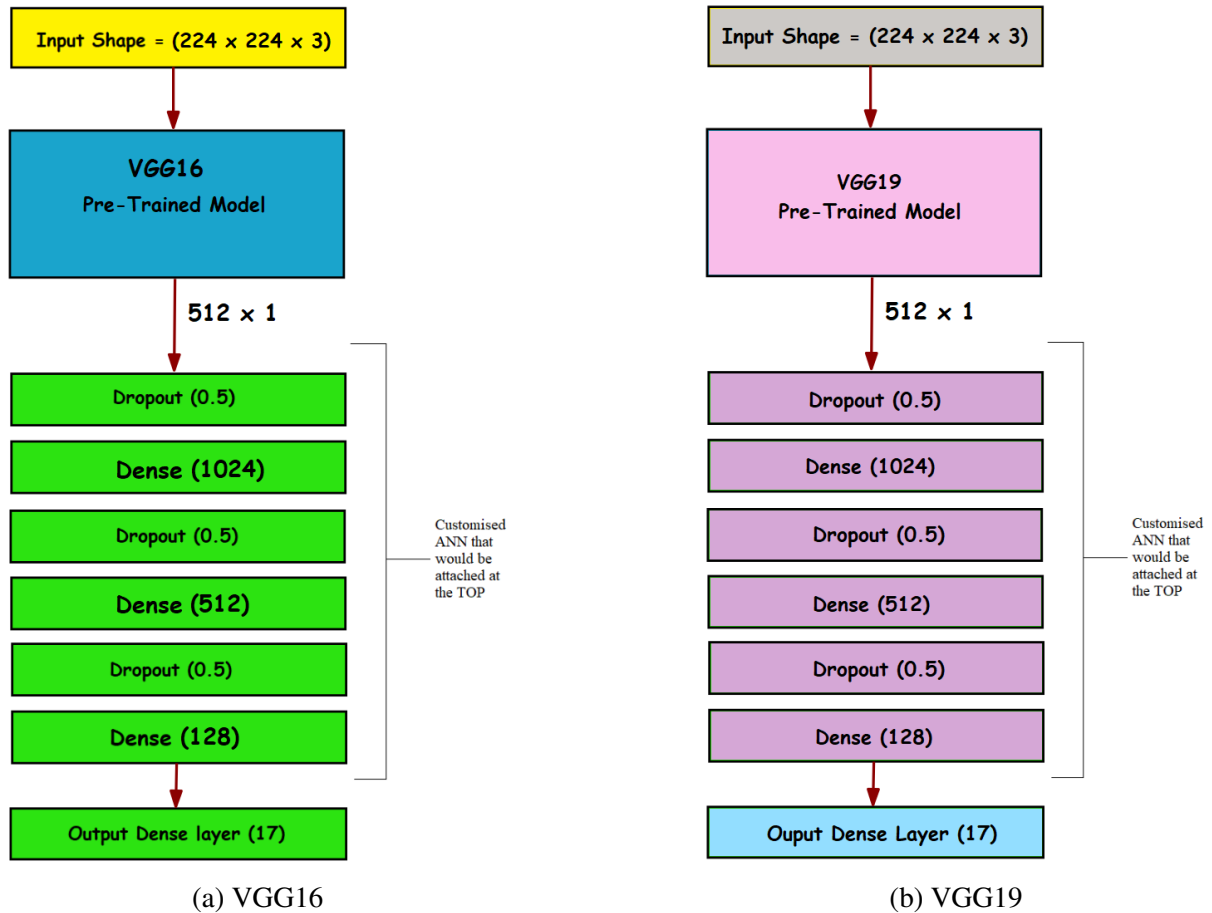 Input Shape = (224 x 224 x 3)
VGG16
Pre-Trained Model
512 x 1
Dropout (0.5)
Dense (1024)
Dropout (0.5)
Dense (512)
Dropout (0.5)
Dense (128)
Customised
ANN that
would be
attached at
the TOP
Output Dense layer (17)
(a) VGG16
Input Shape = (224 x 224 x 3)
VGG19
Pre-Trained Model
512 x 1
Dropout (0.5)
Dense (1024)
Dropout (0.5)
Dense (512)
Dropout (0.5)
Dense (128)
Customised
ANN that
would be
attached at
the TOP
Ouput Dense Layer (17)
(b) VGG19